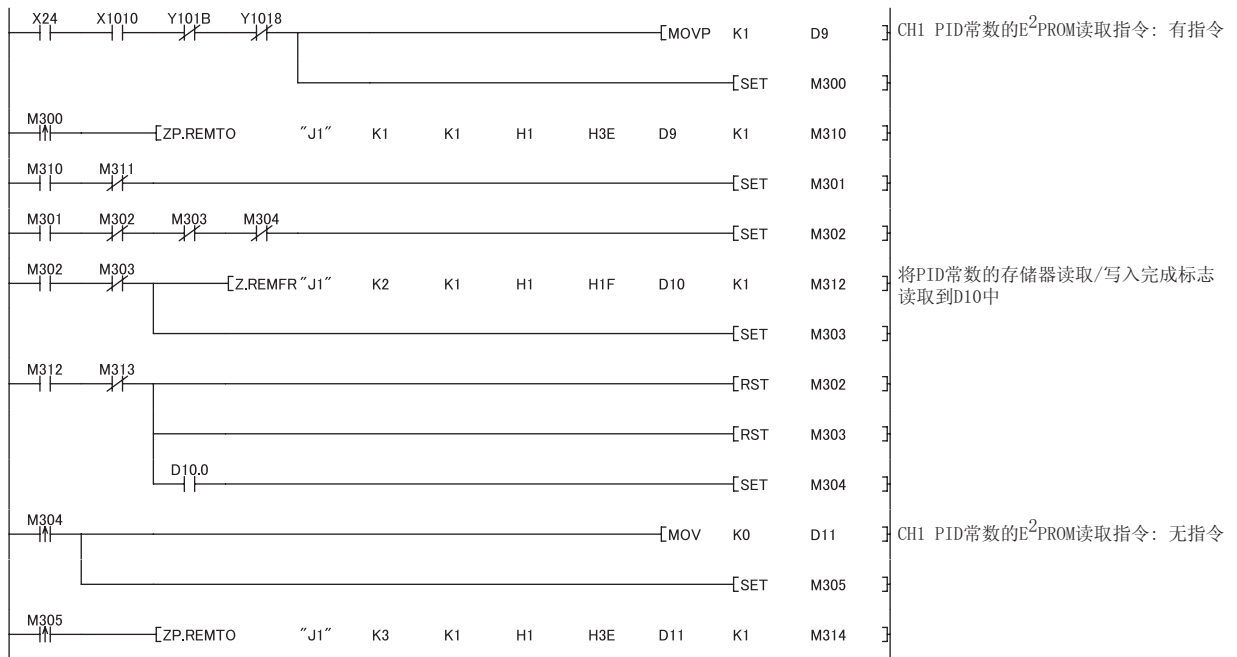 X24 X1010 Y101B Y1018
[MOVP K1 D9 ] CH1 PID常数的E2PROM读取指令: 有指令
[SET M300 ]
M300
[ZP.REMTO "J1" K1 K1 H1 H3E D9 K1 M310 ]
M310 M311
[SET M301 ]
M301 M302 M303 M304
[SET M302 ]
M302 M303
[Z.REMFR "J1" K2 K1 H1 H1F D10 K1 M312 ] 将PID常数的存储器读取/写入完成标志
读取到D10中
[SET M303 ]
M312 M313
[RST M302 ]
[RST M303 ]
D10.0
[SET M304 ]
M304
[MOV K0 D11 ] CH1 PID常数的E2PROM读取指令: 无指令
[SET M305 ]
M305
[ZP.REMTO "J1" K3 K1 H1 H3E D11 K1 M314 ]